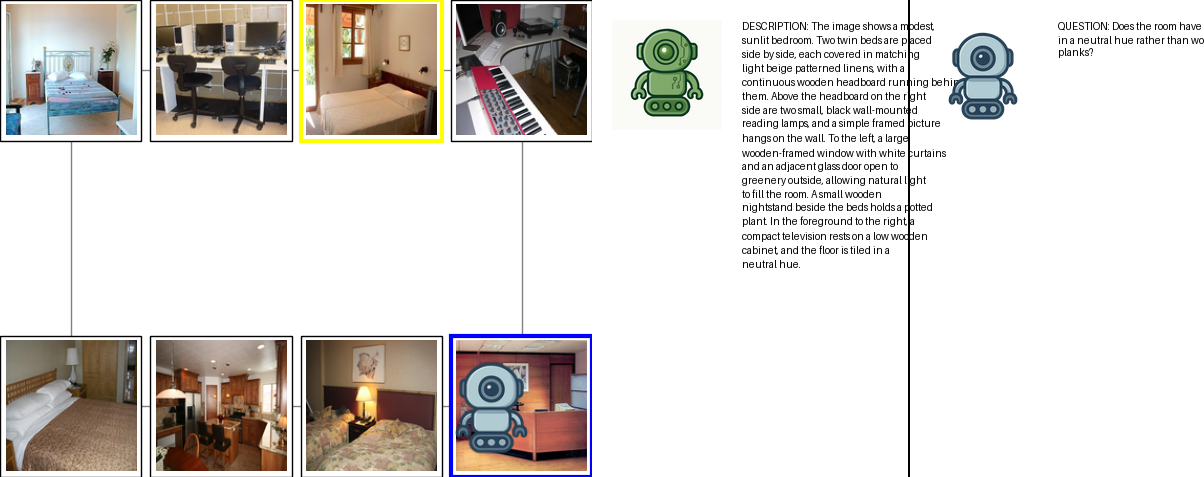 DESCRIPTION: The image shows a modest,
sunlit bedroom. Two twin beds are placed
side by side, each covered in matching
light beige patterned linens, with a
continuous wooden headboard running behin
them. Above the headboard on the right
side are two small, black wall-mounted
reading lamps, and a simple framed picture
hangs on the wall. To the left, a large
wooden-framed window with white curtains
and an adjacent glass door open to
greenery outside, allowing natural light
to fill the room. A small wooden
nightstand beside the beds holds a potted
plant. In the foreground to the right, a
compact television rests on a low wooden
cabinet, and the floor is tiled in a
neutral hue.
QUESTION: Does the room have
in a neutral hue rather than wo
planks?